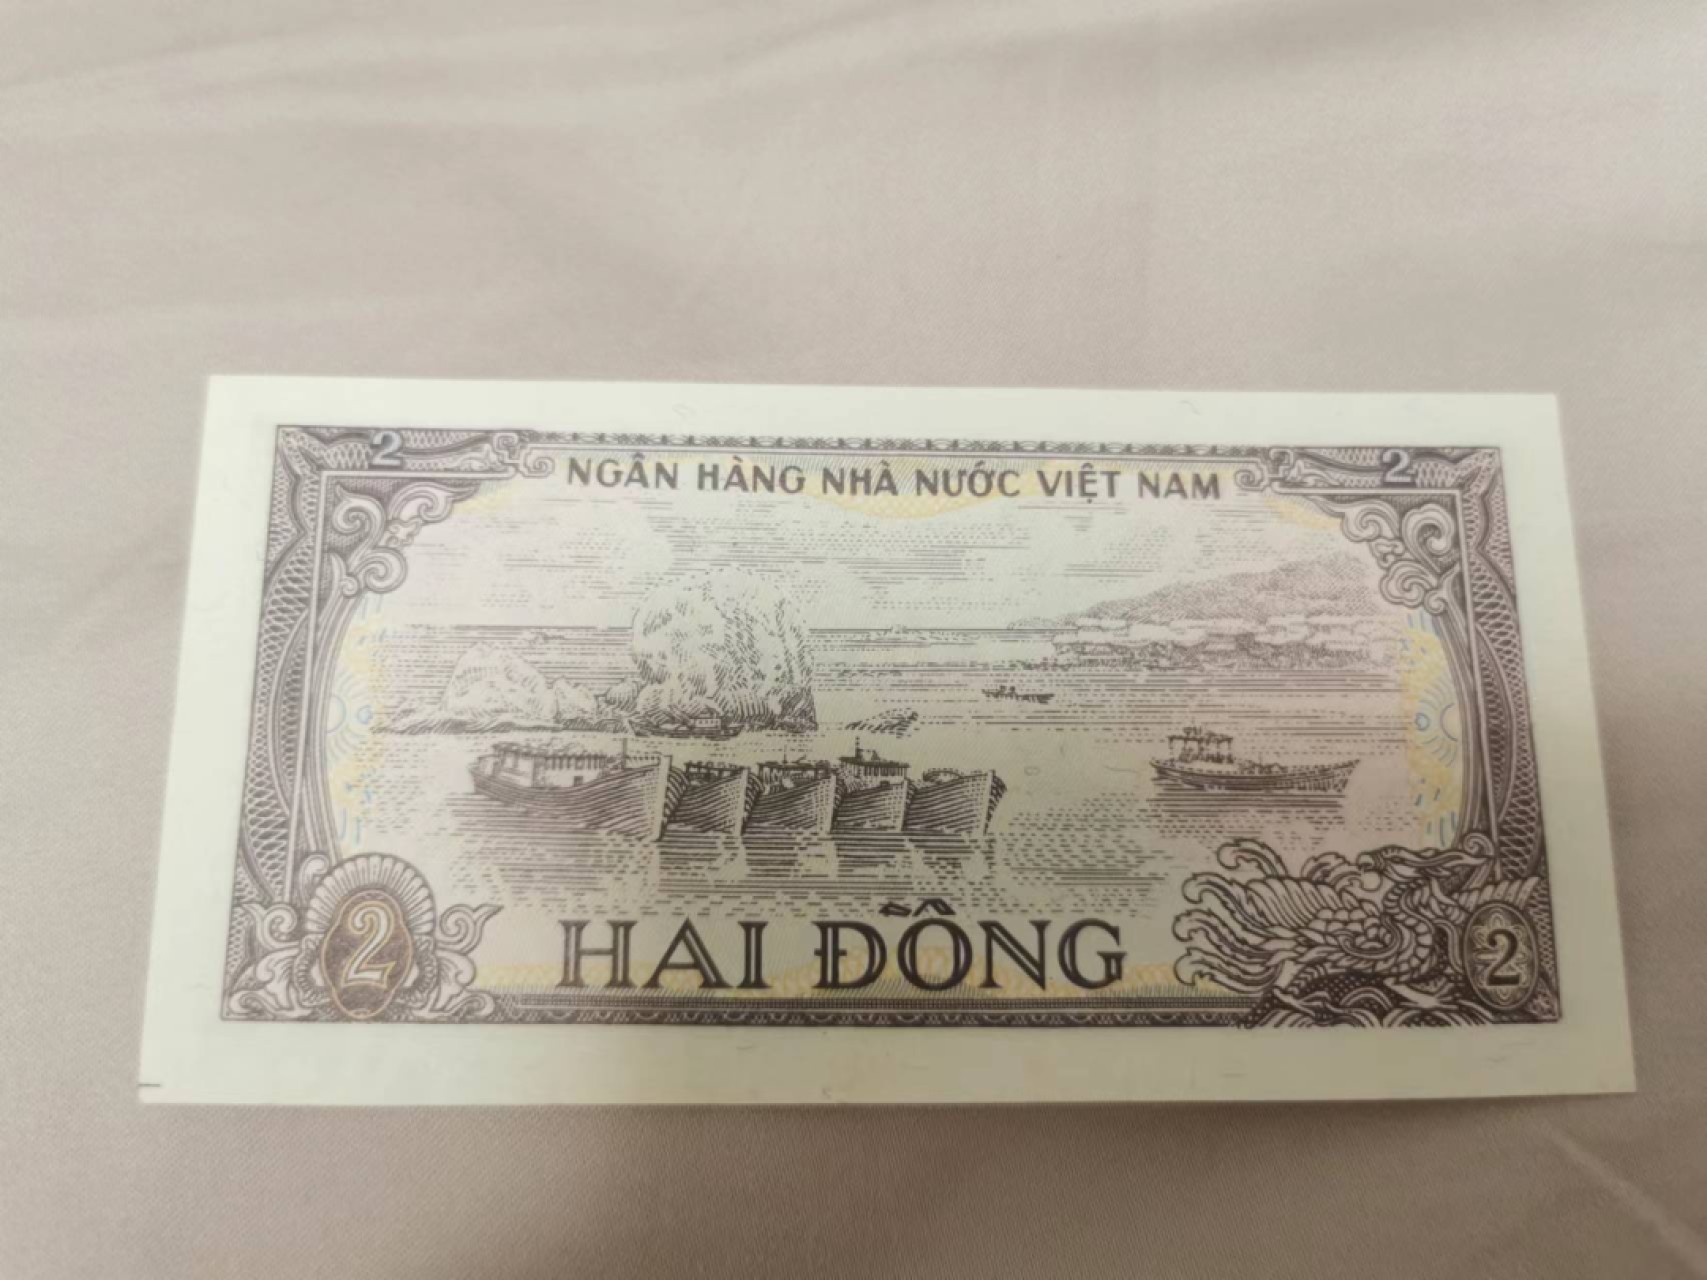 2 2
NGÂN HÀNG NHÀ NƯỚC VIỆT NAM
2 HAI ĐỒNG 2